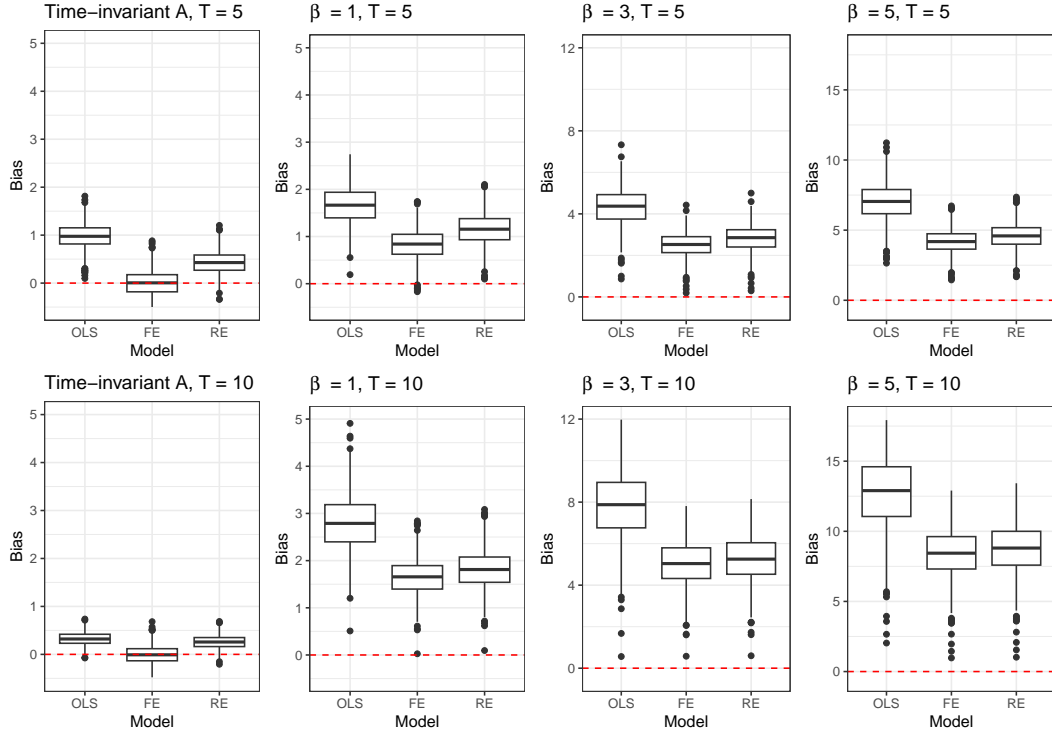 Time−invariant A, T = 5
β = 1, T = 5
β = 3, T = 5
β = 5, T = 5
5
4
3
2
1
0
Bias
OLS FE RE
Model
5
4
3
2
1
0
Bias
OLS FE RE
Model
12
8
4
0
Bias
OLS FE RE
Model
15
10
5
0
Bias
OLS FE RE
Model
Time−invariant A, T = 10
β = 1, T = 10
β = 3, T = 10
β = 5, T = 10
5
4
3
2
1
0
Bias
OLS FE RE
Model
5
4
3
2
1
0
Bias
OLS FE RE
Model
12
8
4
0
Bias
OLS FE RE
Model
15
10
5
0
Bias
OLS FE RE
Model